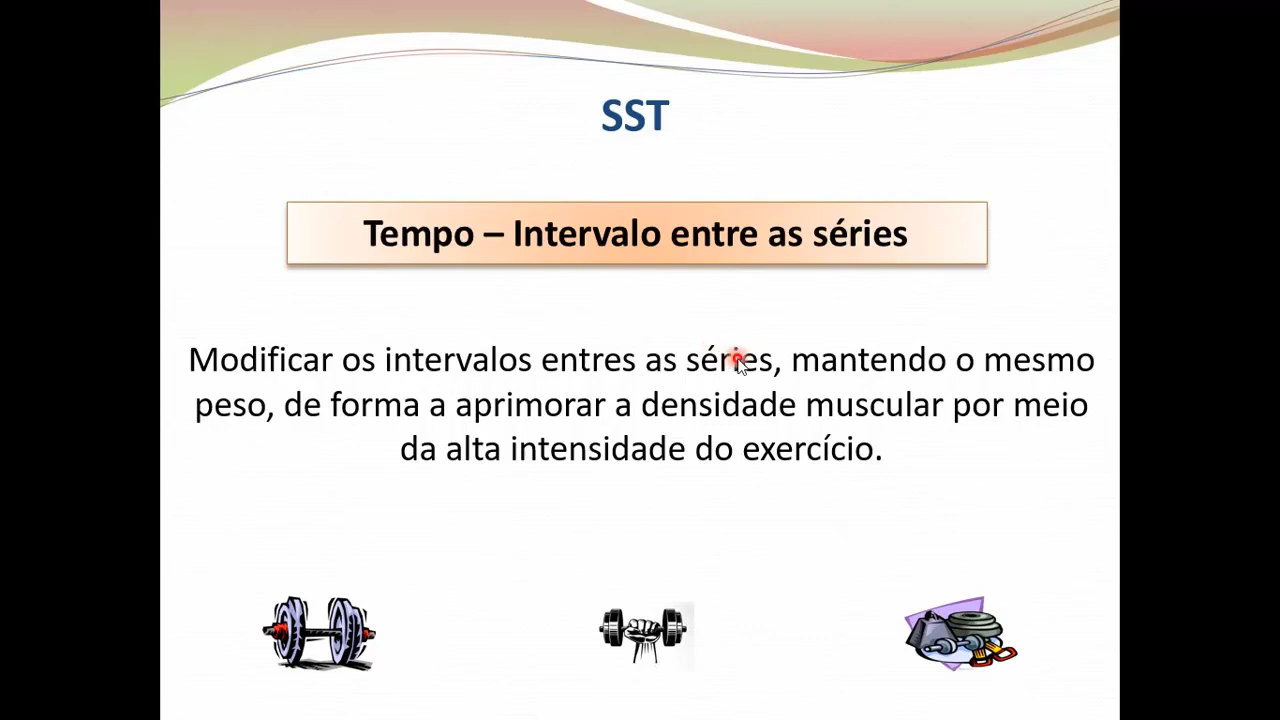 SST
Tempo – Intervalo entre as séries
Modificar os intervalos entres as séries, mantendo o mesmo
peso, de forma a aprimorar a densidade muscular por meio
da alta intensidade do exercício.